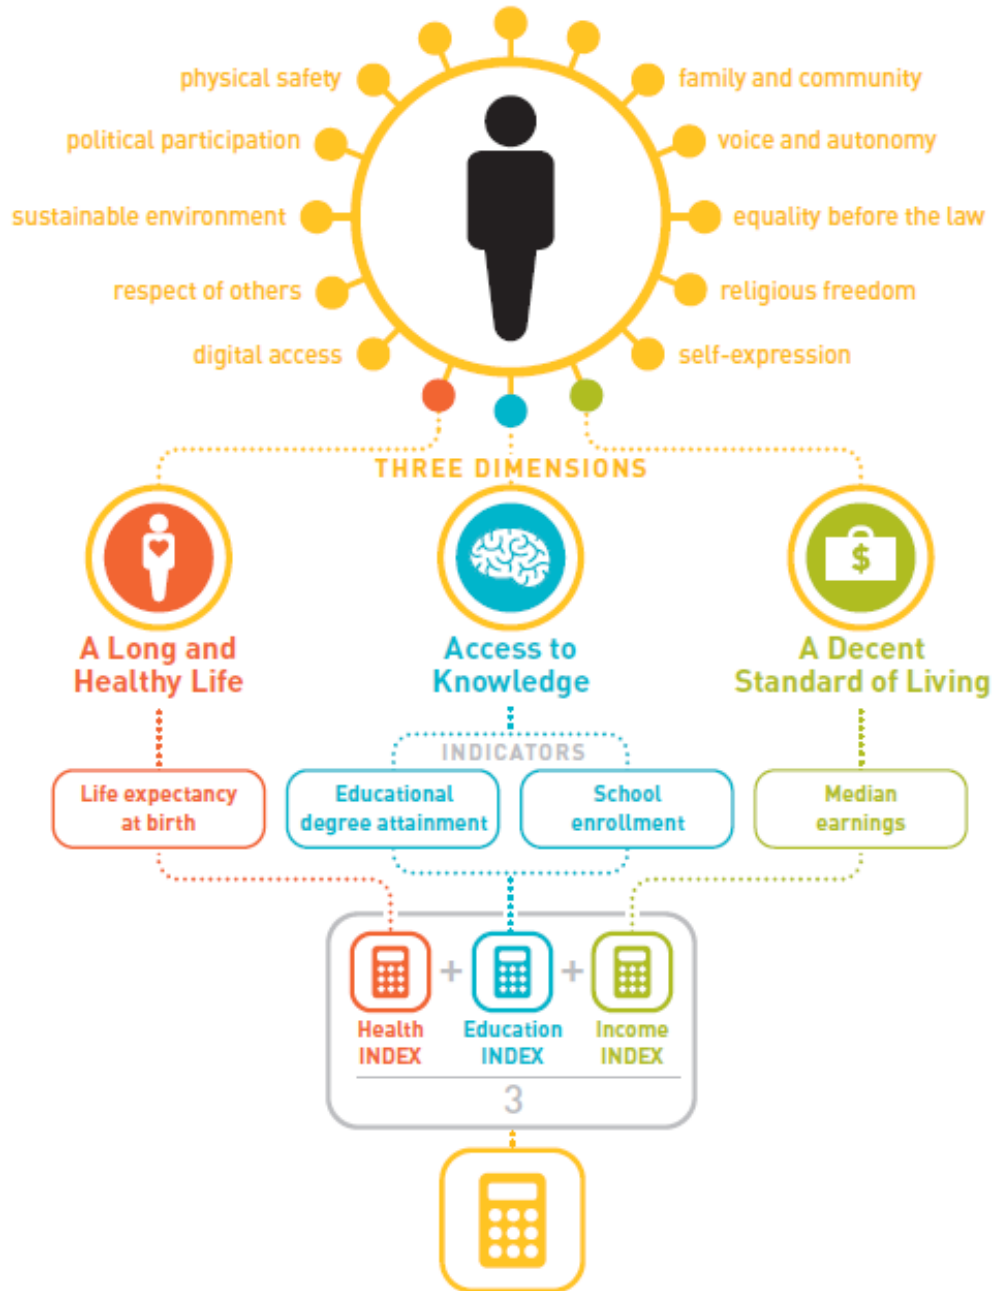 physical safety
family and community
political participation
voice and autonomy
sustainable environment
equality before the law
respect of others
religious freedom
digital access
self-expression
THREE DIMENSIONS
$
A Long and
Healthy Life
Access to
Knowledge
A Decent
Standard of Living
INDICATORS
Life expectancy
at birth
Educational
degree attainment
School
enrollment
Median
earnings
+
+
Health
INDEX
Education
INDEX
Income
INDEX
3